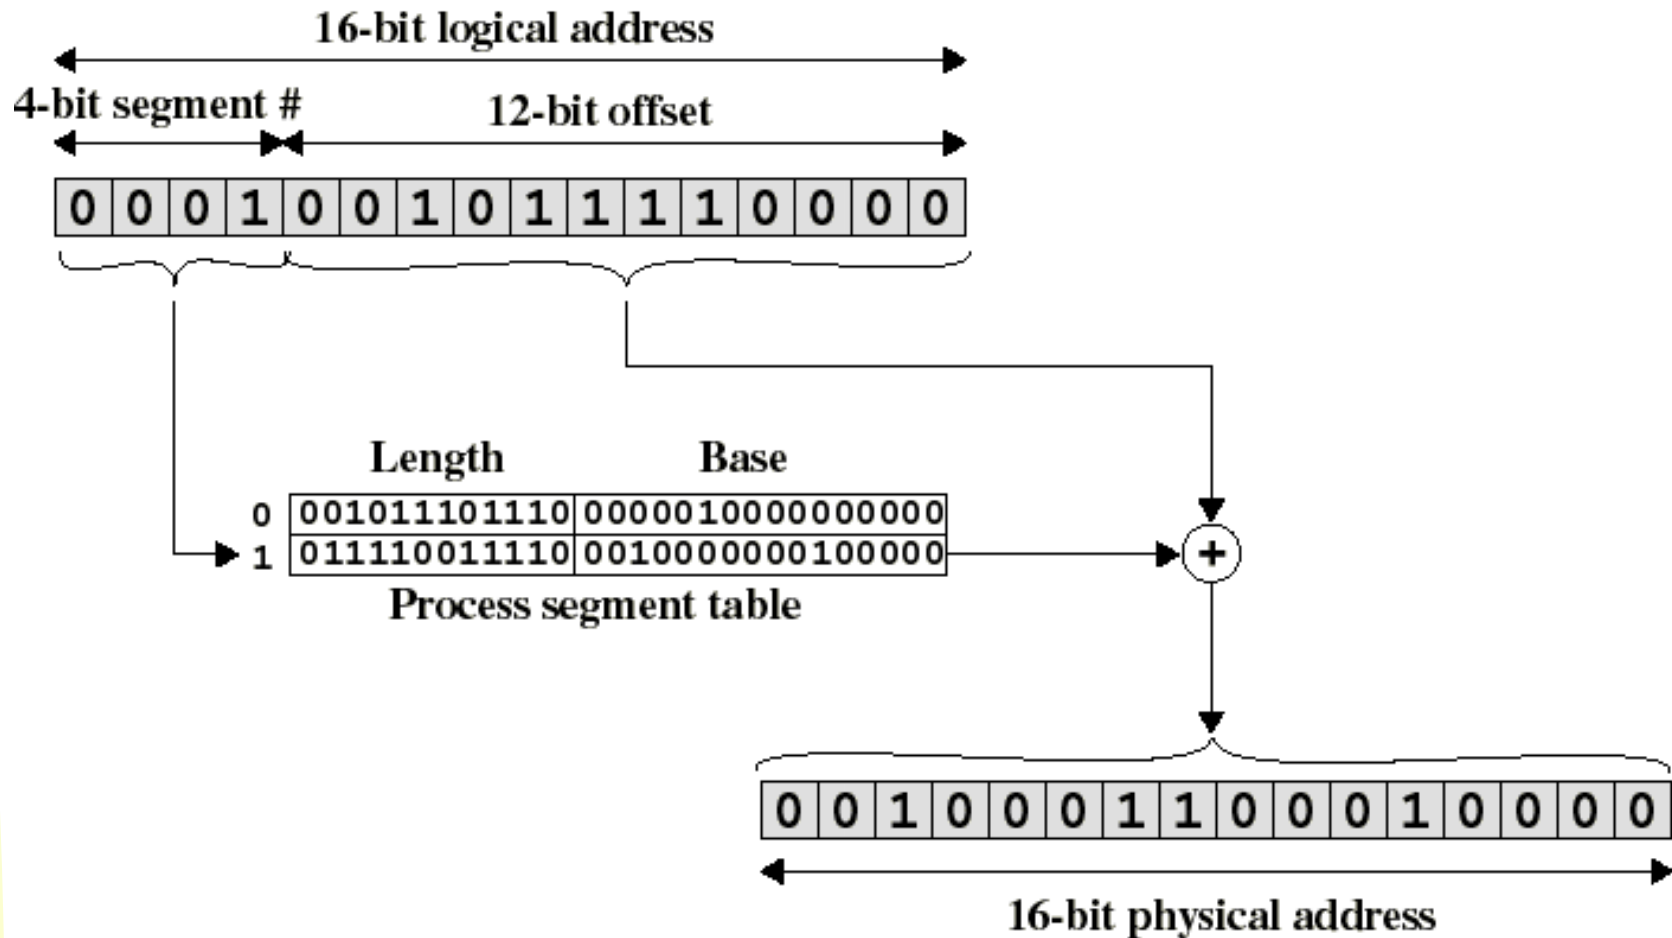 16-bit logical address
4-bit segment #
12-bit offset
0 0 0 1 0 0 1 0 1 1 1 1 0 0 0 0
Length Base
0 001011101110 0000010000000000
1 011110011110 0010000000100000
Process segment table
+
0 0 1 0 0 0 1 1 0 0 0 1 0 0 0 0
16-bit physical address